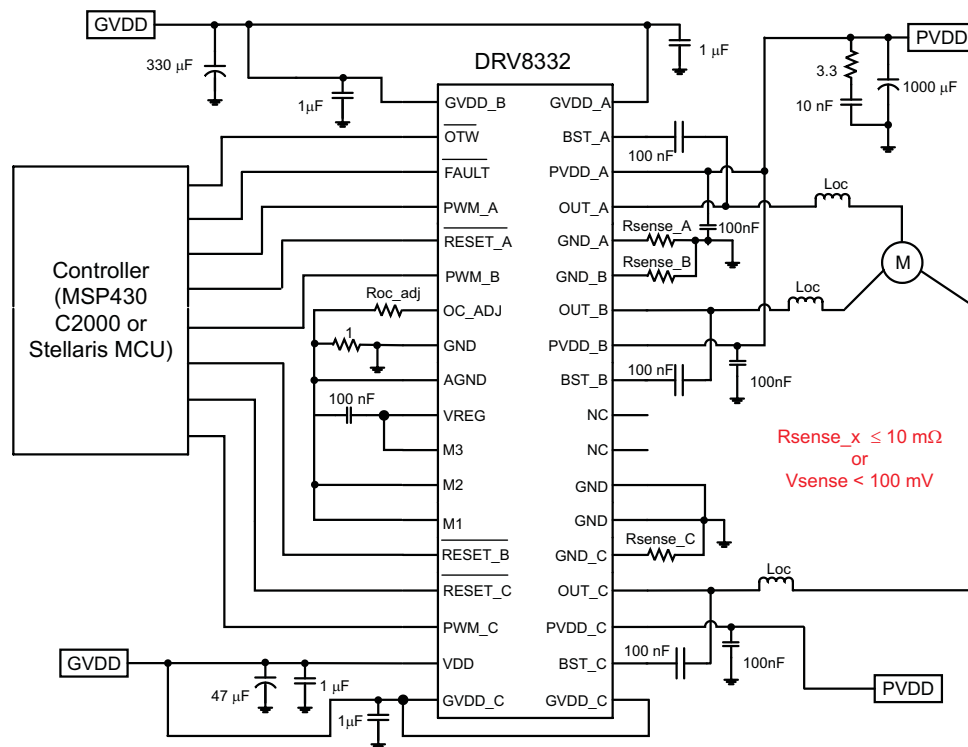 GVDD
330 μF
1μF
DRV8332
1 μF
PVDD
3.3
10 nF
1000 μF
GVDD_B
GVDD_A
OTW
BST_A
100 nF
FAULT
PVDD_A
PWM_A
OUT_A
Loc
RESET_A
GND_A
Rsense_A
100nF
PWM_B
GND_B
Rsense_B
M
Controller
(MSP430
C2000 or
Stellaris MCU)
Roc_adj
OC_ADJ
OUT_B
Loc
1
GND
PVDD_B
100nF
AGND
BST_B
100 nF
100 nF
VREG
NC
M3
NC
Rsense_x ≤ 10 mΩ
or
Vsense < 100 mV
M2
GND
M1
GND
RESET_B
GND_C
Rsense_C
RESET_C
OUT_C
Loc
PWM_C
PVDD_C
100 nF
100nF
GVDD
VDD
BST_C
47 μF
1 μF
PVDD
GVDD_C
GVDD_C
1μF